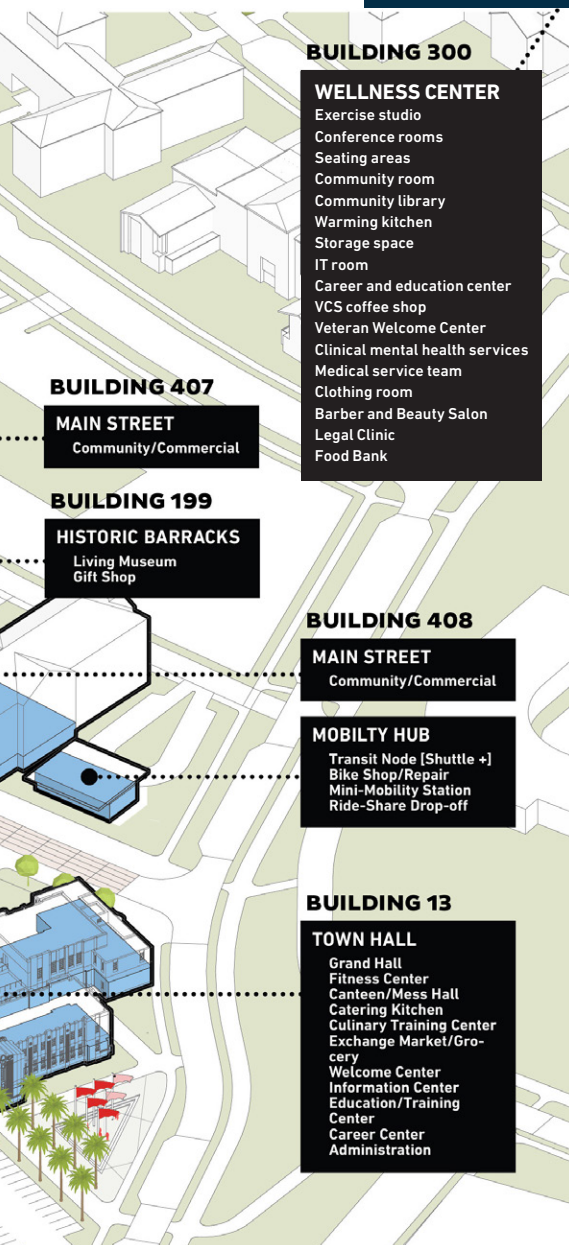 BUILDING 300
WELLNESS CENTER
Exercise studio
Conference rooms
Seating areas
Community room
Community library
Warming kitchen
Storage space
IT room
Career and education center
VCS coffee shop
Veteran Welcome Center
Clinical mental health services
Medical service team
Clothing room
Barber and Beauty Salon
Legal Clinic
Food Bank
BUILDING 407
MAIN STREET
Community/Commercial
BUILDING 199
HISTORIC BARRACKS
Living Museum
Gift Shop
BUILDING 408
MAIN STREET
Community/Commercial
MOBILTY HUB
Transit Node [Shuttle +]
Bike Shop/Repair
Mini-Mobility Station
Ride-Share Drop-off
BUILDING 13
TOWN HALL
Grand Hall
Fitness Center
Canteen/Mess Hall
Catering Kitchen
Culinary Training Center
Exchange Market/Gro-
cery
Welcome Center
Information Center
Education/Training
Center
Career Center
Administration